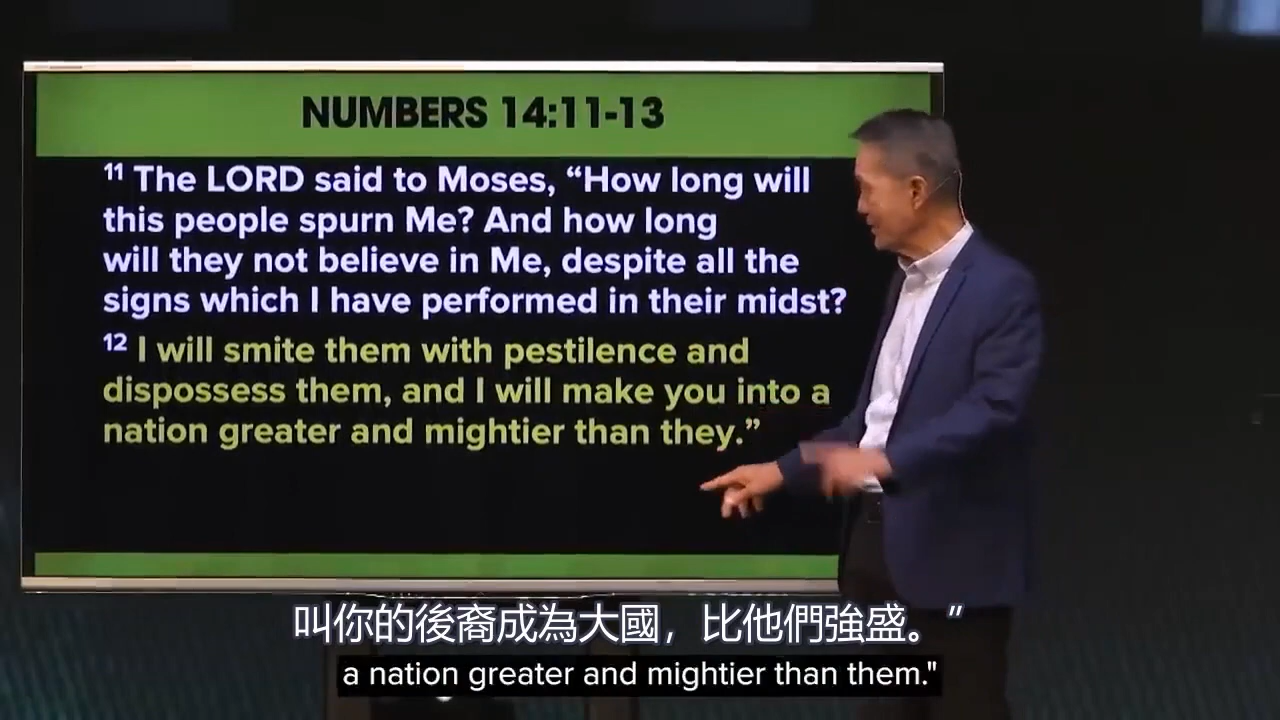 NUMBERS 14:11-13
11 The LORD said to Moses, “How long will
this people spurn Me? And how long
will they not believe in Me, despite all the
signs which I have performed in their midst?
12 I will smite them with pestilence and
dispossess them, and I will make you into a
nation greater and mightier than they.”
叫你的後裔成為大國，比他們強盛。”
a nation greater and mightier than them."